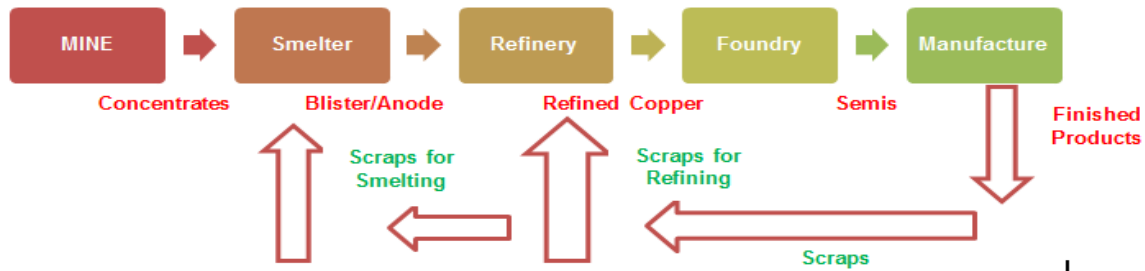 MINE
Smelter
Refinery
Foundry
Manufacture
Concentrates
Blister/Anode
Refined Copper
Semis
Finished
Products
Scraps for
Smelting
Scraps for
Refining
Scraps